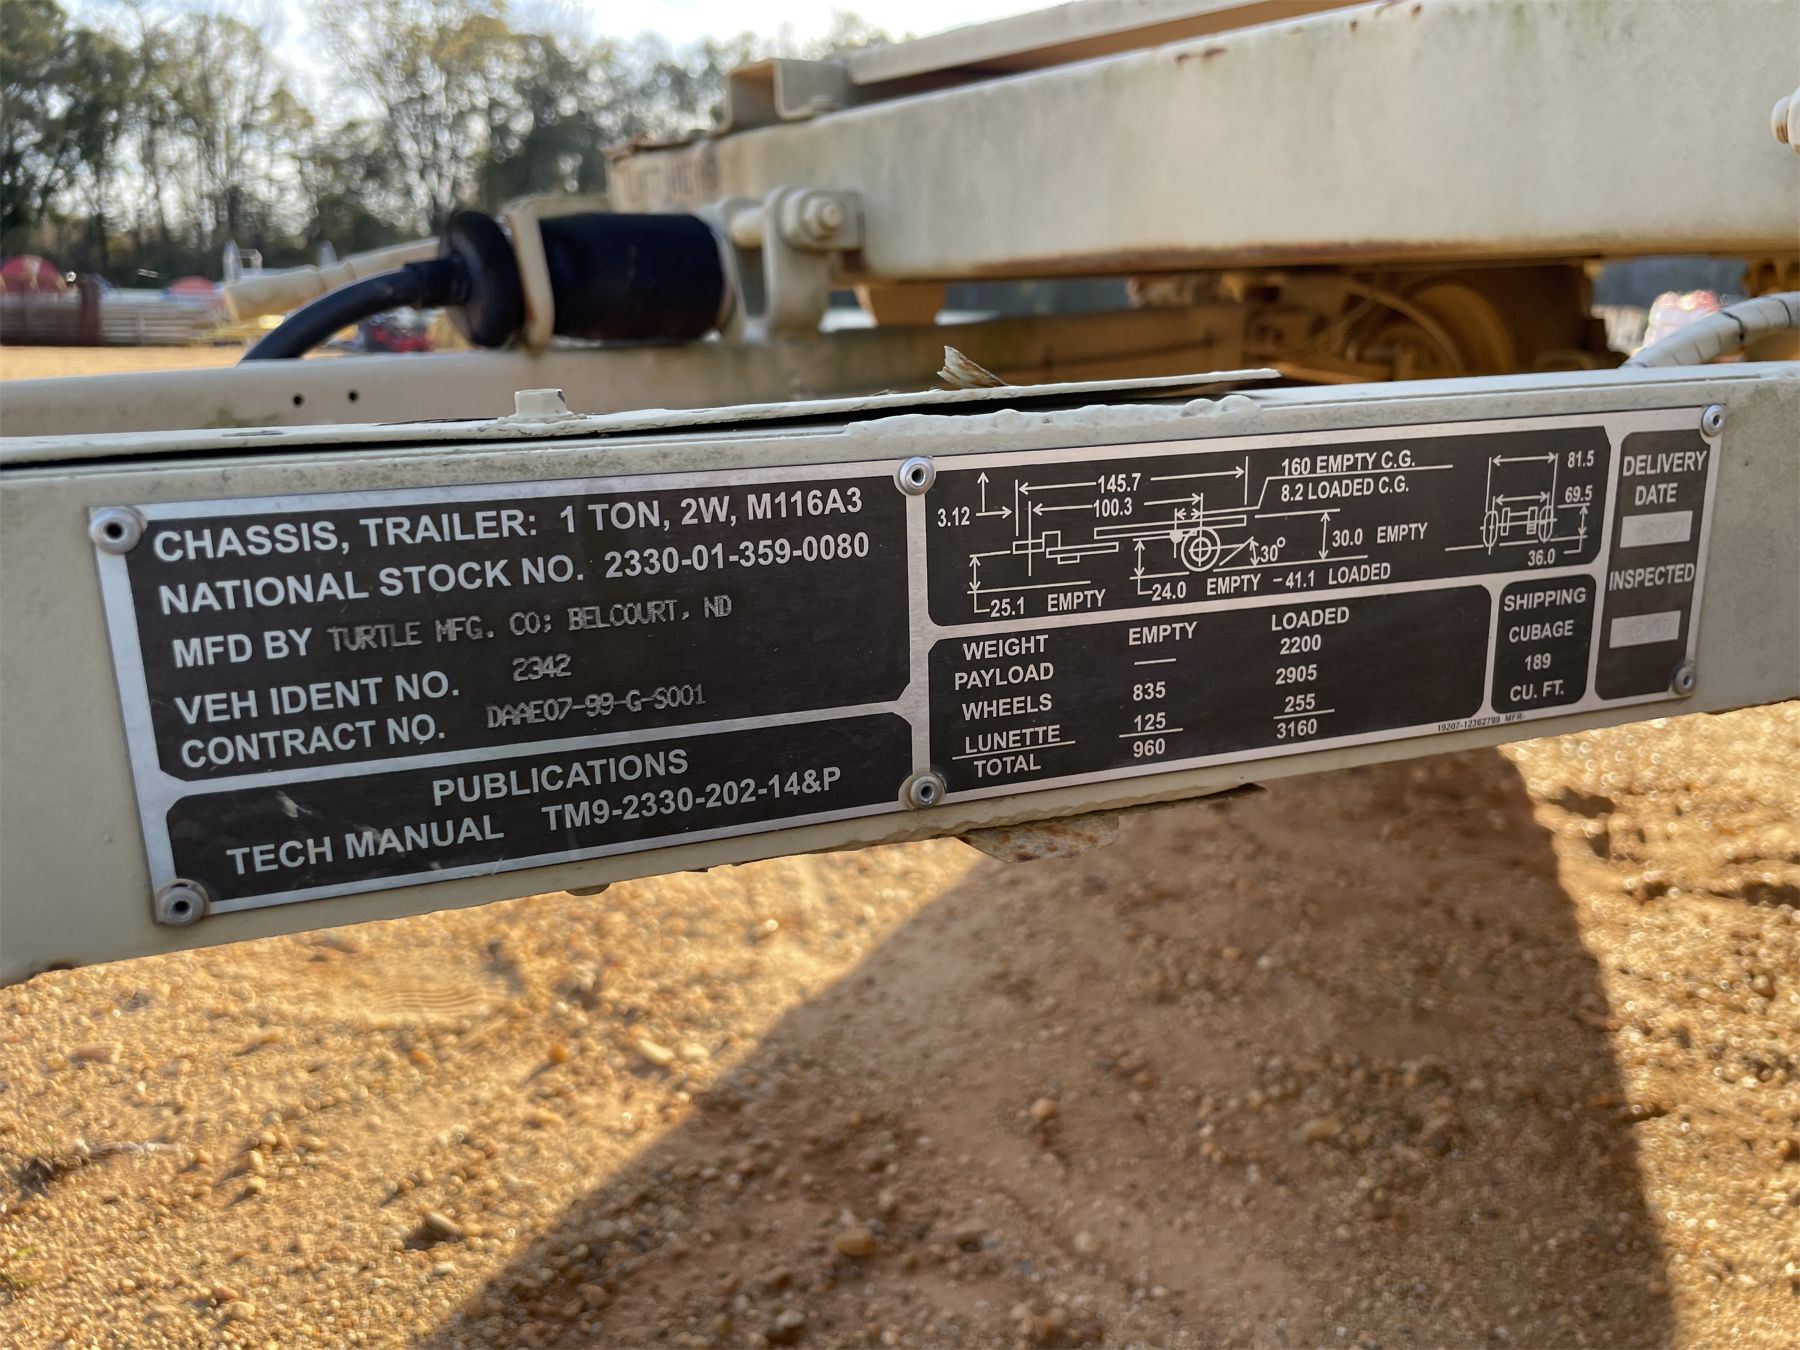 CHASSIS, TRAILER: 1 TON, 2W, M116A3
NATIONAL STOCK NO. 2330-01-359-0080
MFD BY TURTLE MFG. CO; BELCOURT, ND
VEH IDENT NO. 2342
CONTRACT NO. DAAE07-99-G-S001
PUBLICATIONS
TECH MANUAL TM9-2330-202-14&P
145.7
160 EMPTY C.G.
8.2 LOADED C.G.
3.12
100.3
30.0 EMPTY
30°
25.1 EMPTY
24.0 EMPTY -41.1 LOADED
81.5
69.5
36.0
WEIGHT EMPTY LOADED
PAYLOAD — 2200
WHEELS 835 2905
LUNETTE 125 255
TOTAL 960 3160
SHIPPING
CUBAGE
189
CU. FT.
DELIVERY
DATE
INSPECTED
19207-12362799 MFR-